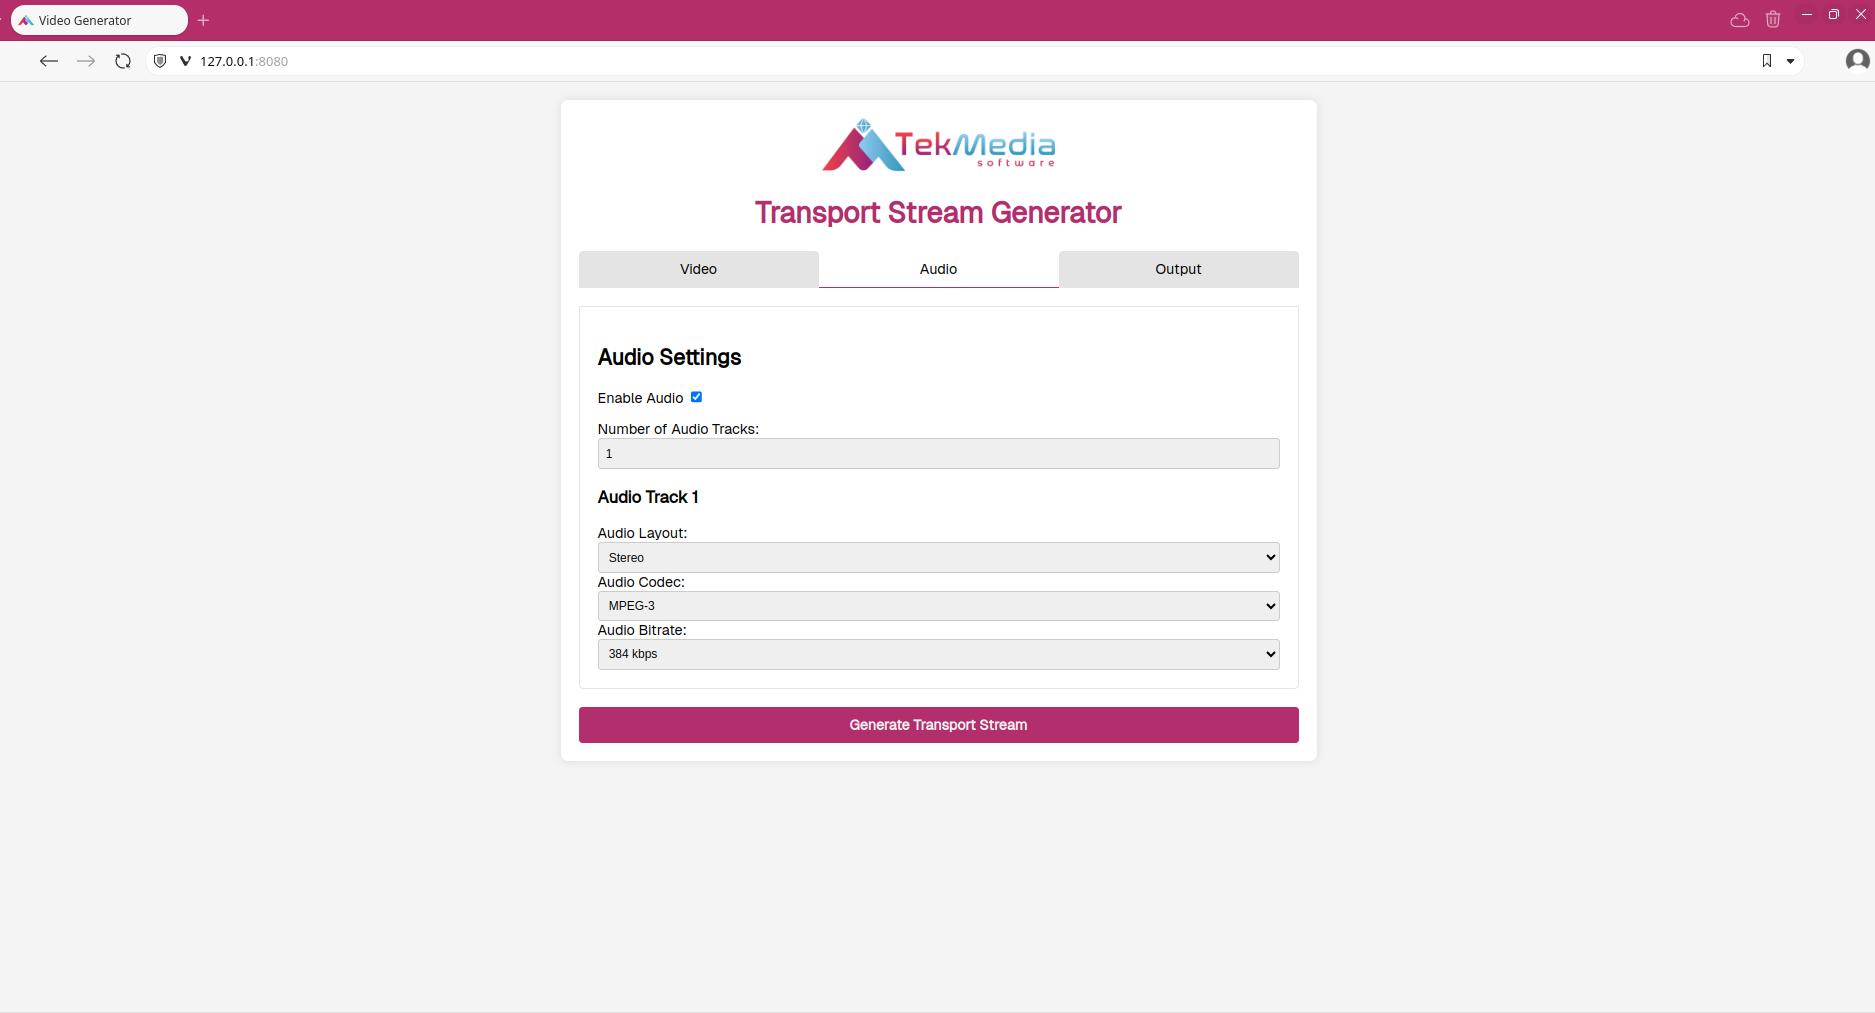 Video Generator
127.0.0.1:8080
TekMedia
software
Transport Stream Generator
Video Audio Output
Audio Settings
Enable Audio
Number of Audio Tracks:
1
Audio Track 1
Audio Layout:
Stereo
Audio Codec:
MPEG-3
Audio Bitrate:
384 kbps
Generate Transport Stream